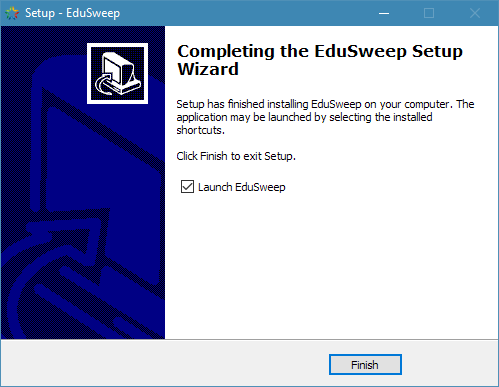 Setup - EduSweep
Completing the EduSweep Setup
Wizard
Setup has finished installing EduSweep on your computer. The
application may be launched by selecting the installed
shortcuts.
Click Finish to exit Setup.
Launch EduSweep
Finish